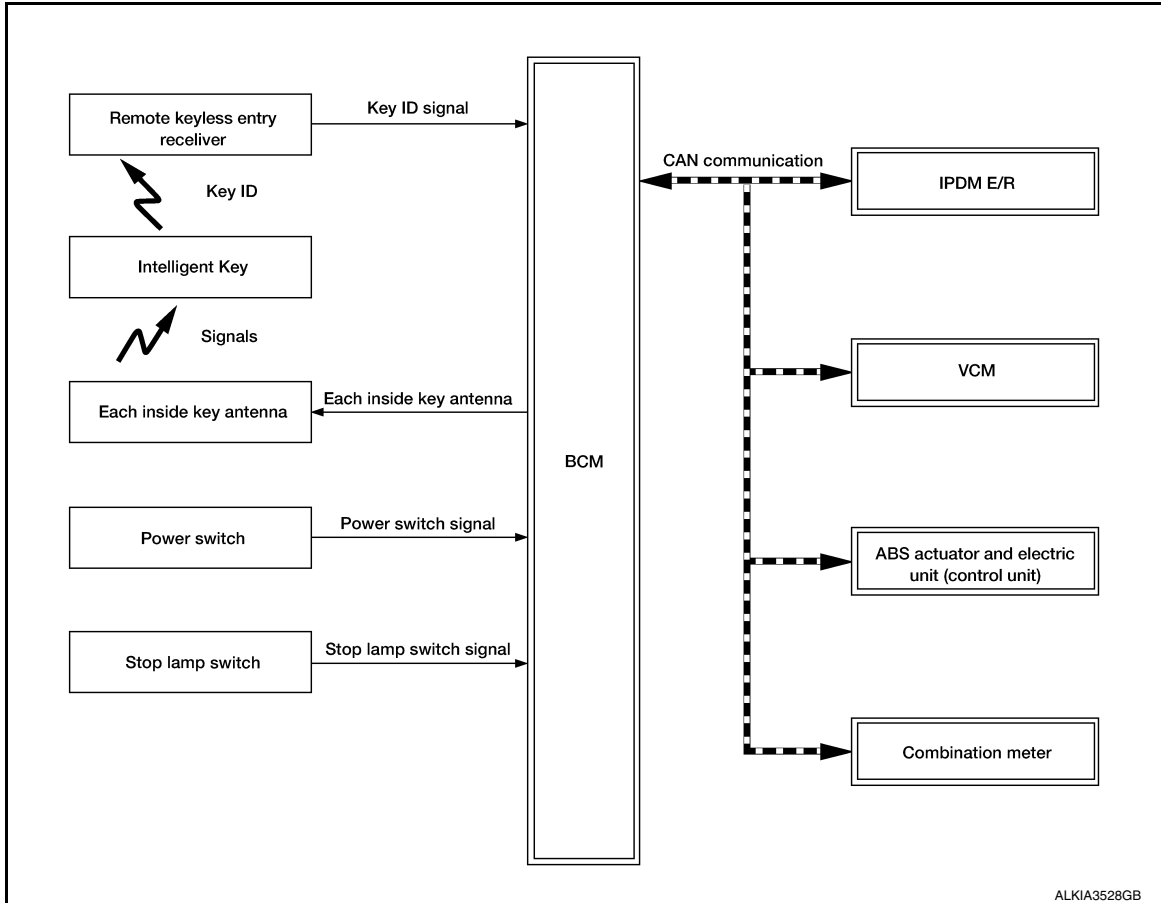 Remote keyless entry
receliver
Key ID signal
Key ID
Intelligent Key
Signals
Each inside key antenna
Each inside key antenna
Power switch
Power switch signal
Stop lamp switch
Stop lamp switch signal
BCM
CAN communication
IPDM E/R
VCM
ABS actuator and electric
unit (control unit)
Combination meter
ALKIA3528GB